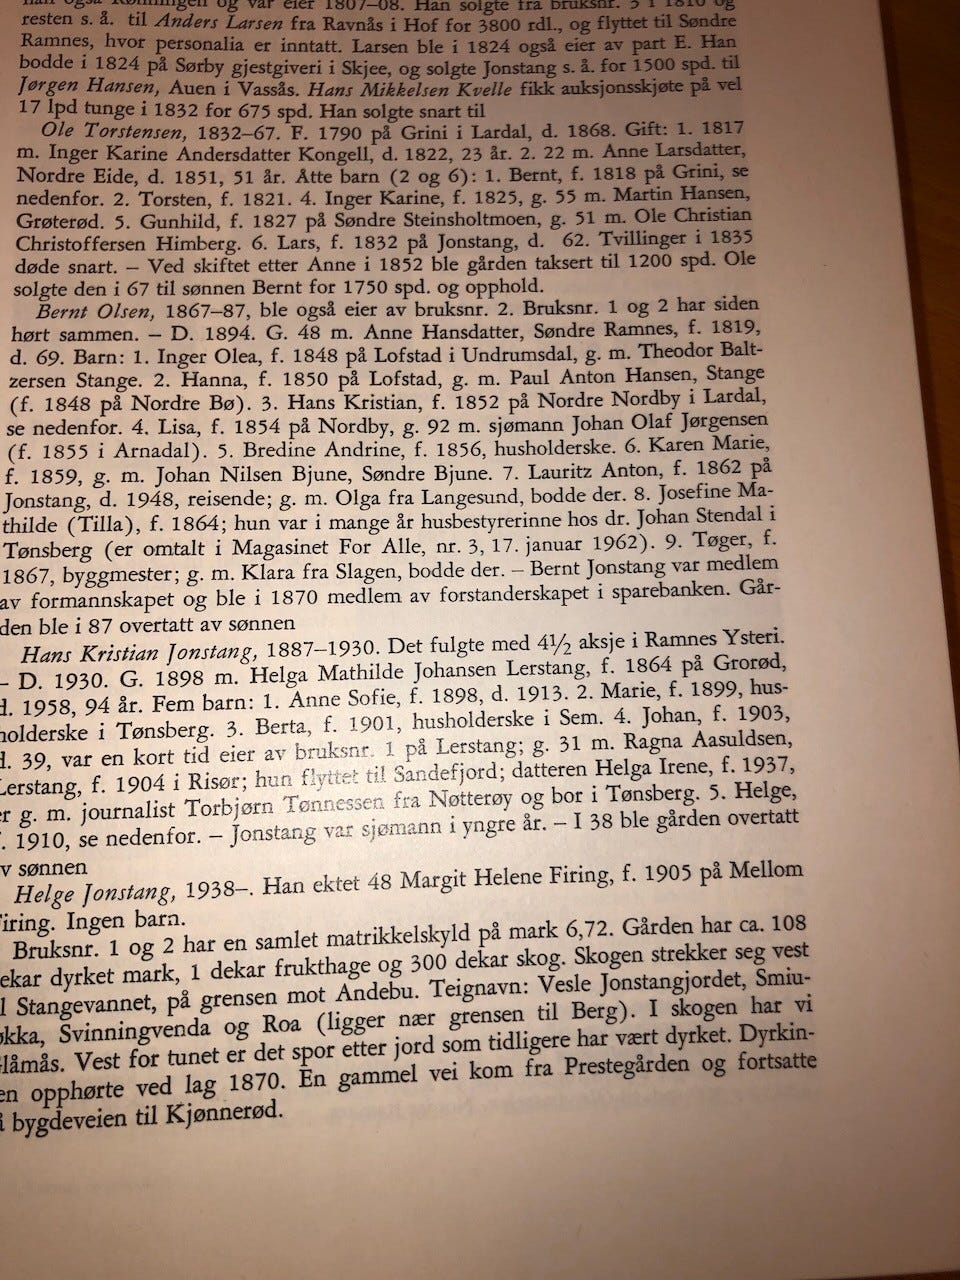 også Rønningen og var eier 1807–08. Han solgte fra bruksnr. 3 i 1810 og
resten s. å. til Anders Larsen fra Ravnås i Hof for 3800 rdl., og flyttet til Søndre
Ramnes, hvor personalia er inntatt. Larsen ble i 1824 også eier av part E. Han
bodde i 1824 på Sørby gjestgiveri i Skjee, og solgte Jonstang s. å. for 1500 spd. til
Jørgen Hansen, Auen i Vassås. Hans Mikkelsen Kvelle fikk auksjonsskjøte på vel
17 lpd tunge i 1832 for 675 spd. Han solgte snart til
Ole Torstensen, 1832–67. F. 1790 på Grini i Lardal, d. 1868. Gift: 1. 1817
m. Inger Karine Andersdatter Kongell, d. 1822, 23 år. 2. 22 m. Anne Larsdatter,
Nordre Eide, d. 1851, 51 år. Åtte barn (2 og 6): 1. Bernt, f. 1818 på Grini, se
nedenfor. 2. Torsten, f. 1821. 4. Inger Karine, f. 1825, g. 55 m. Martin Hansen,
Grøterød. 5. Gunhild, f. 1827 på Søndre Steinsholtmoen, g. 51 m. Ole Christian
Christoffersen Himberg. 6. Lars, f. 1832 på Jonstang, d. 62. Tvillinger i 1835
døde snart. – Ved skiftet etter Anne i 1852 ble gården taksert til 1200 spd. Ole
solgte den i 67 til sønnen Bernt for 1750 spd. og opphold.
Bernt Olsen, 1867–87, ble også eier av bruksnr. 2. Bruksnr. 1 og 2 har siden
hørt sammen. – D. 1894. G. 48 m. Anne Hansdatter, Søndre Ramnes, f. 1819,
d. 69. Barn: 1. Inger Olea, f. 1848 på Lofstad i Undrumsdal, g. m. Theodor Balt-
zersen Stange. 2. Hanna, f. 1850 på Lofstad, g. m. Paul Anton Hansen, Stange
(f. 1848 på Nordre Bø). 3. Hans Kristian, f. 1852 på Nordre Nordby i Lardal,
se nedenfor. 4. Lisa, f. 1854 på Nordby, g. 92 m. sjømann Johan Olaf Jørgensen
(f. 1855 i Arnadal). 5. Bredine Andrine, f. 1856, husholderske. 6. Karen Marie,
f. 1859, g. m. Johan Nilsen Bjune, Søndre Bjune. 7. Lauritz Anton, f. 1862 på
Jonstang, d. 1948, reisende; g. m. Olga fra Langesund, bodde der. 8. Josefine Ma-
thilde (Tilla), f. 1864; hun var i mange år husbestyrerinne hos dr. Johan Stendal i
Tønsberg (er omtalt i Magasinet For Alle, nr. 3, 17. januar 1962). 9. Tøger, f.
1867, byggmester; g. m. Klara fra Slagen, bodde der. – Bernt Jonstang var medlem
av formannskapet og ble i 1870 medlem av forstanderskapet i sparebanken. Går-
den ble i 87 overtatt av sønnen
Hans Kristian Jonstang, 1887–1930. Det fulgte med 4½ aksje i Ramnes Ysteri.
– D. 1930. G. 1898 m. Helga Mathilde Johansen Lerstang, f. 1864 på Grorød,
d. 1958, 94 år. Fem barn: 1. Anne Sofie, f. 1898, d. 1913. 2. Marie, f. 1899, hus-
holderske i Tønsberg. 3. Berta, f. 1901, husholderske i Sem. 4. Johan, f. 1903,
d. 39, var en kort tid eier av bruksnr. 1 på Lerstang; g. 31 m. Ragna Aasuldsen,
Lerstang, f. 1904 i Risør; hun flyttet til Sandefjord; datteren Helga Irene, f. 1937,
er g. m. journalist Torbjørn Tønnessen fra Nøtterøy og bor i Tønsberg. 5. Helge,
. 1910, se nedenfor. – Jonstang var sjømann i yngre år. – I 38 ble gården overtatt
v sønnen
Helge Jonstang, 1938–. Han ektet 48 Margit Helene Firing, f. 1905 på Mellom
Firing. Ingen barn.
Bruksnr. 1 og 2 har en samlet matrikkelskyld på mark 6,72. Gården har ca. 108
ekar dyrket mark, 1 dekar frukthage og 300 dekar skog. Skogen strekker seg vest
l Stangevannet, på grensen mot Andebu. Teignavn: Vesle Jonstangjordet, Smiu-
økka, Svinningvenda og Roa (ligger nær grensen til Berg). I skogen har vi
låmås. Vest for tunet er det spor etter jord som tidligere har vært dyrket. Dyrkin-
en opphørte ved lag 1870. En gammel vei kom fra Prestegården og fortsatte
å bygdeveien til Kjønnerød.